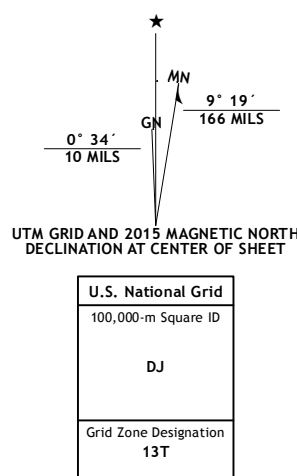 MN
GN
9° 19´
166 MILS
0° 34´
10 MILS
UTM GRID AND 2015 MAGNETIC NORTH
DECLINATION AT CENTER OF SHEET
U.S. National Grid
100,000-m Square ID
DJ
Grid Zone Designation
13T